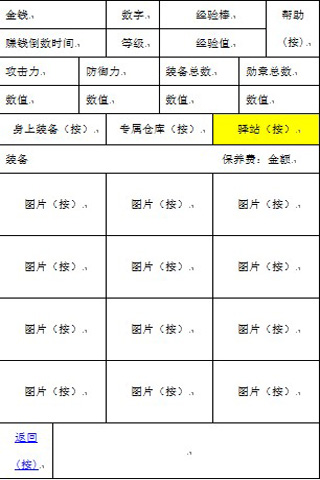 金钱 数字 经验棒 帮助
赚钱倒数时间 等级 经验值 （按）
攻击力 防御力 装备总数 勋章总数
数值 数值 数值 数值
身上装备（按） 专属仓库（按） 驿站（按）
装备 保养费：金额
图片（按） 图片（按） 图片（按）
图片（按） 图片（按） 图片（按）
图片（按） 图片（按） 图片（按）
图片（按） 图片（按） 图片（按）
返回
（按）